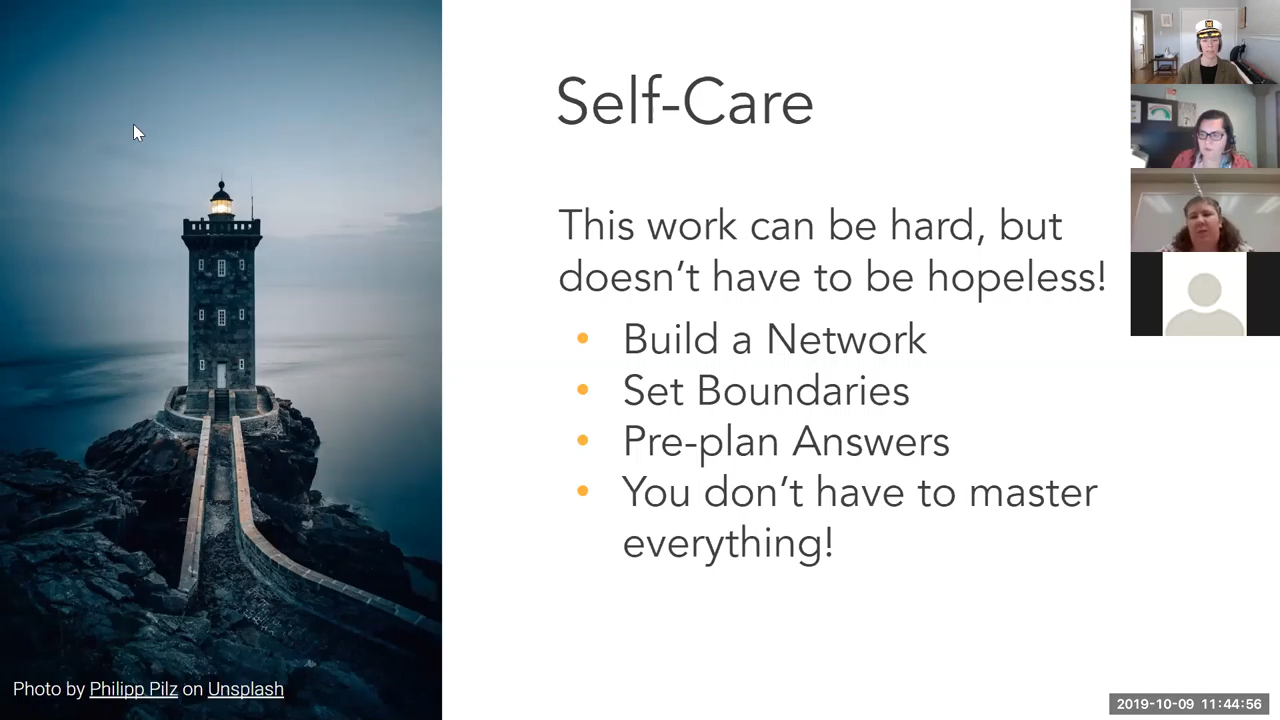 Self-Care
This work can be hard, but
doesn't have to be hopeless!
• Build a Network
• Set Boundaries
• Pre-plan Answers
• You don't have to master
everything!
Photo by Philipp Pilz on Unsplash
2019-10-09 11:44:56